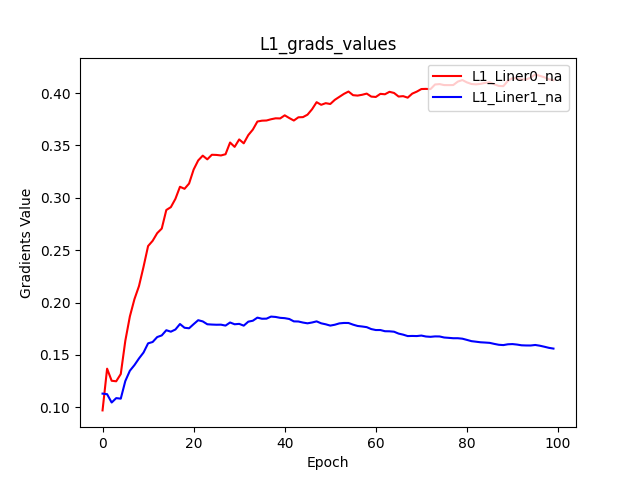 L1_grads_values
L1_Liner0_na
L1_Liner1_na
Gradients Value
0.40
0.35
0.30
0.25
0.20
0.15
0.10
0
20
40
60
80
100
Epoch